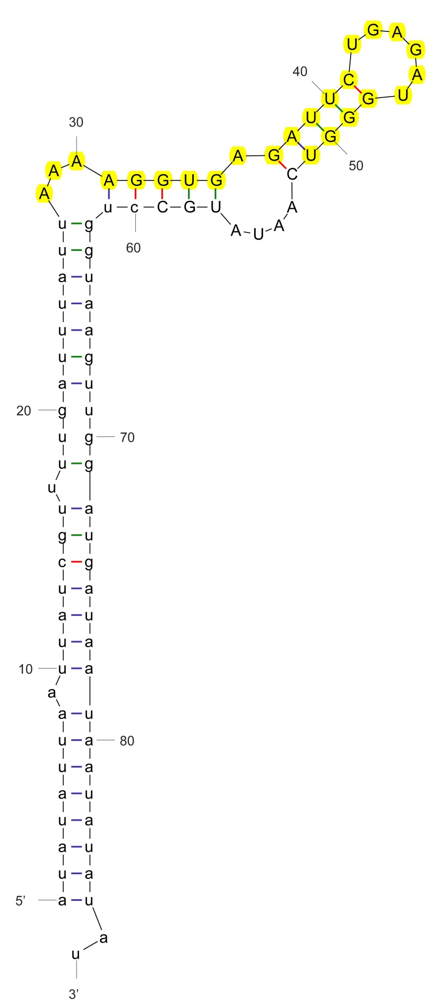 G A
U G
40 A
C
U G U
30 U G
A G
A A G U
50
A C
A G G U G
A
u c C G U A
u g A U A
u g 60
a u
u a
u a
u g
a u
20 g u
u g 70
u g
u
u a
g u
c g
u a
a u
u a
10 u a
a
a u
u a 80
u a
a u
u a
a u
u a
5’ a u
a
u
3’